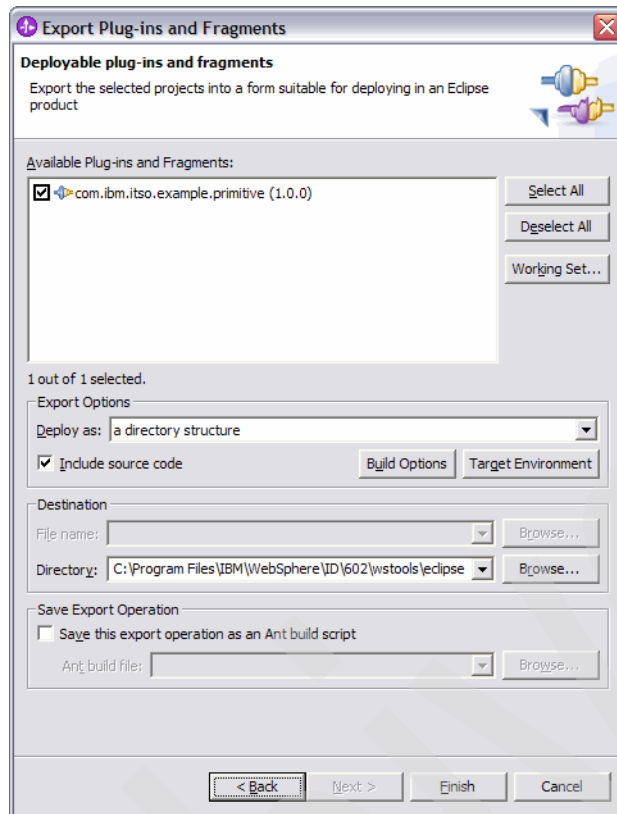 Export Plug-ins and Fragments
Deployable plug-ins and fragments
Export the selected projects into a form suitable for deploying in an Eclipse
product
Available Plug-ins and Fragments:
com.ibm.itso.example.primitive (1.0.0)
Select All
Deselect All
Working Set...
1 out of 1 selected.
Export Options
Deploy as: a directory structure
Include source code Build Options Target Environment
Destination
File name: Browse...
Directory: C:\Program Files\IBM\WebSphere\ID\602\wstools\eclipse Browse...
Save Export Operation
Save this export operation as an Ant build script
Ant build file: Browse...
< Back Next > Finish Cancel